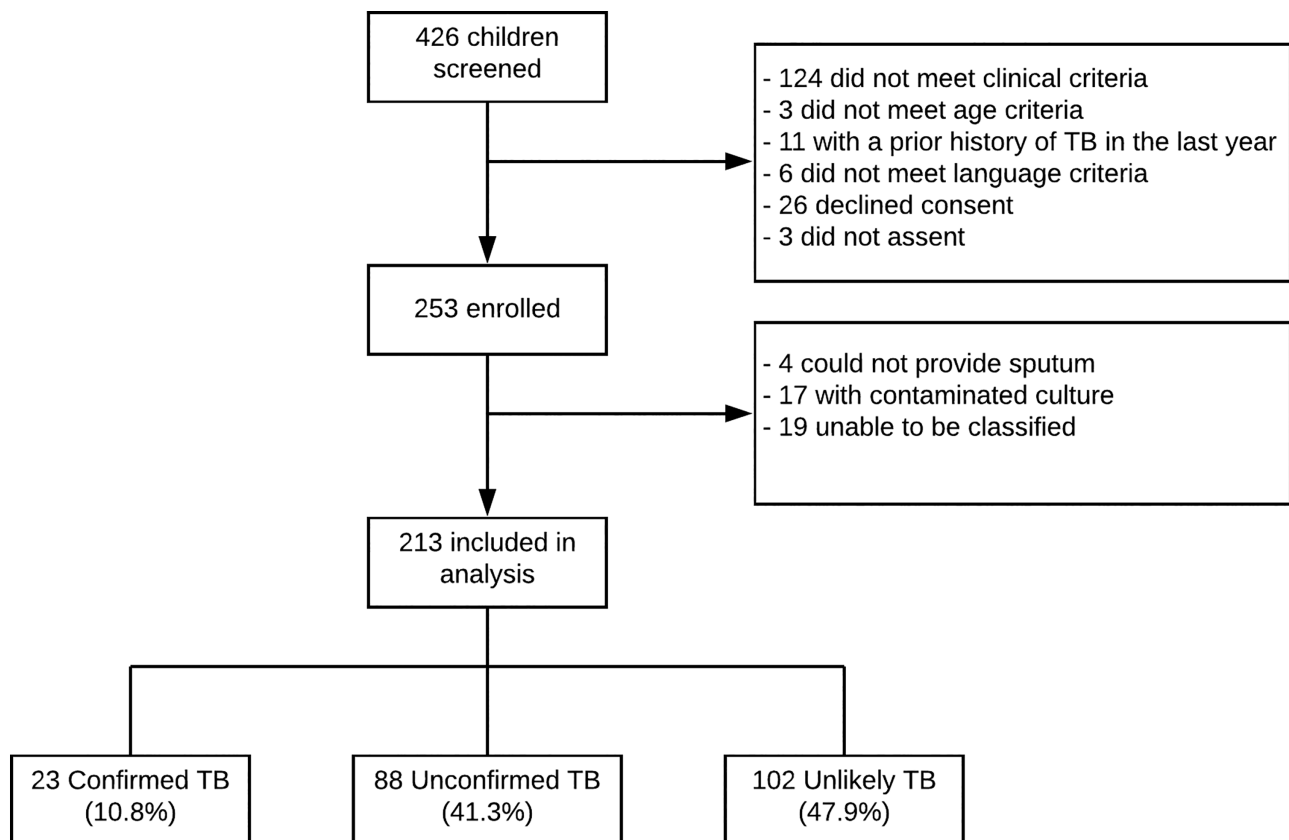 426 children
screened
- 124 did not meet clinical criteria
- 3 did not meet age criteria
- 11 with a prior history of TB in the last year
- 6 did not meet language criteria
- 26 declined consent
- 3 did not assent
253 enrolled
- 4 could not provide sputum
- 17 with contaminated culture
- 19 unable to be classified
213 included in
analysis
23 Confirmed TB
(10.8%)
88 Unconfirmed TB
(41.3%)
102 Unlikely TB
(47.9%)